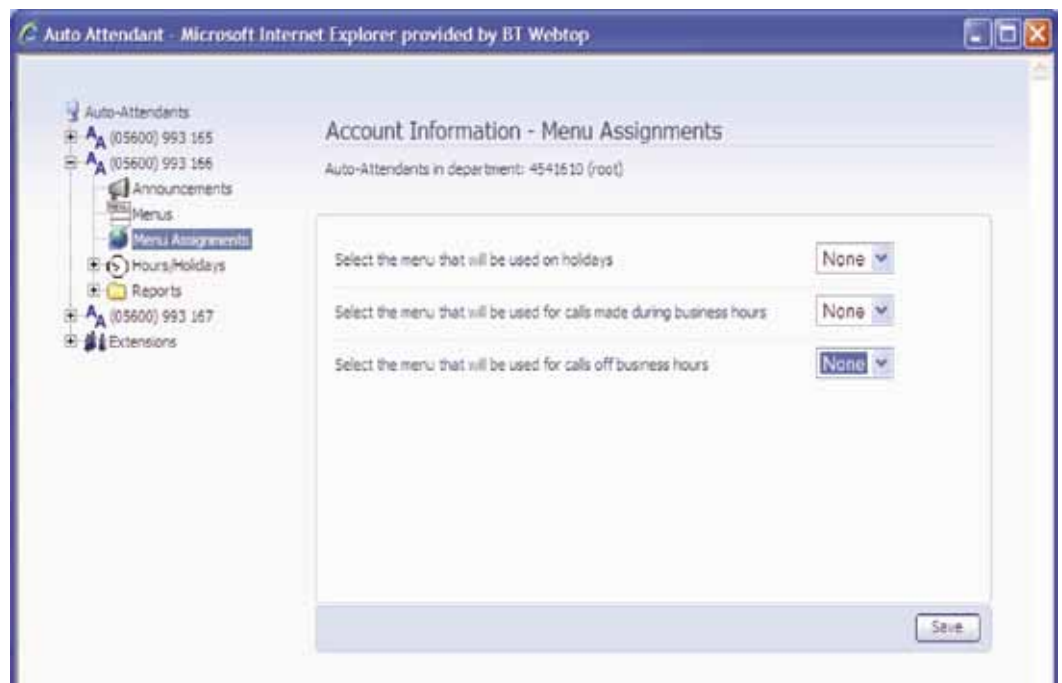 Auto Attendant - Microsoft Internet Explorer provided by BT Webtop
Auto-Attendants
(05600) 993 165
(05600) 993 166
Announcements
Menus
Menu Assignments
Hours/Holidays
Reports
(05600) 993 167
Extensions
Account Information - Menu Assignments
Auto-Attendants in department: 4541610 (root)
Select the menu that will be used on holidays None
Select the menu that will be used for calls made during business hours None
Select the menu that will be used for calls off business hours None
Save